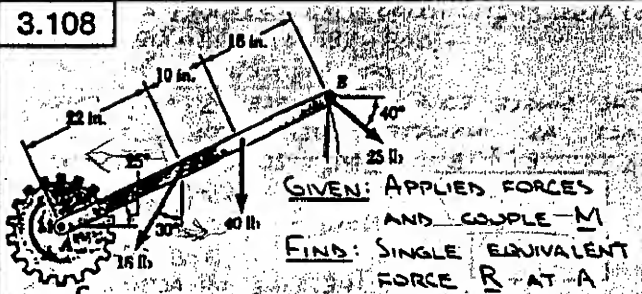 3.108
16 in.
10 in.
22 in.
B
40°
25 lb
25°
GIVEN: APPLIED FORCES
AND COUPLE M
40 lb
30°
A
FIND: SINGLE EQUIVALENT
15 lb
FORCE R AT A